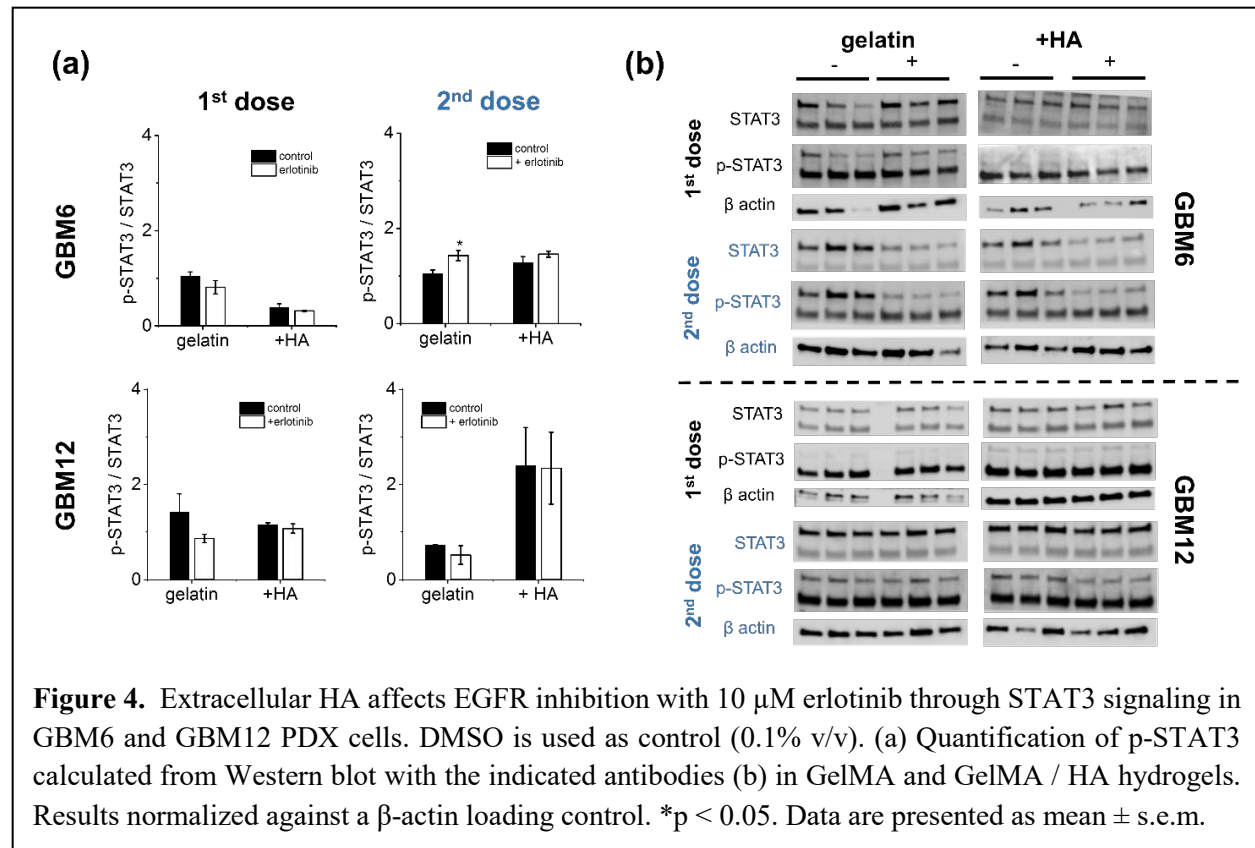 (a)
1st dose
2nd dose
GBM6
p-STAT3 / STAT3
4
2
0
control
erlotinib
gelatin
+HA
p-STAT3 / STAT3
4
2
0
control
+ erlotinib
*
gelatin
+HA
GBM12
p-STAT3 / STAT3
4
2
0
control
+erlotinib
gelatin
+HA
p-STAT3 / STAT3
4
2
0
control
+ erlotinib
gelatin
+ HA
(b)
gelatin
+HA
- + - +
1st dose
STAT3
p-STAT3
β actin
2nd dose
STAT3
p-STAT3
β actin
GBM6
1st dose
STAT3
p-STAT3
β actin
2nd dose
STAT3
p-STAT3
β actin
GBM12
Figure 4. Extracellular HA affects EGFR inhibition with 10 µM erlotinib through STAT3 signaling in
GBM6 and GBM12 PDX cells. DMSO is used as control (0.1% v/v). (a) Quantification of p-STAT3
calculated from Western blot with the indicated antibodies (b) in GelMA and GelMA / HA hydrogels.
Results normalized against a β-actin loading control. *p < 0.05. Data are presented as mean ± s.e.m.